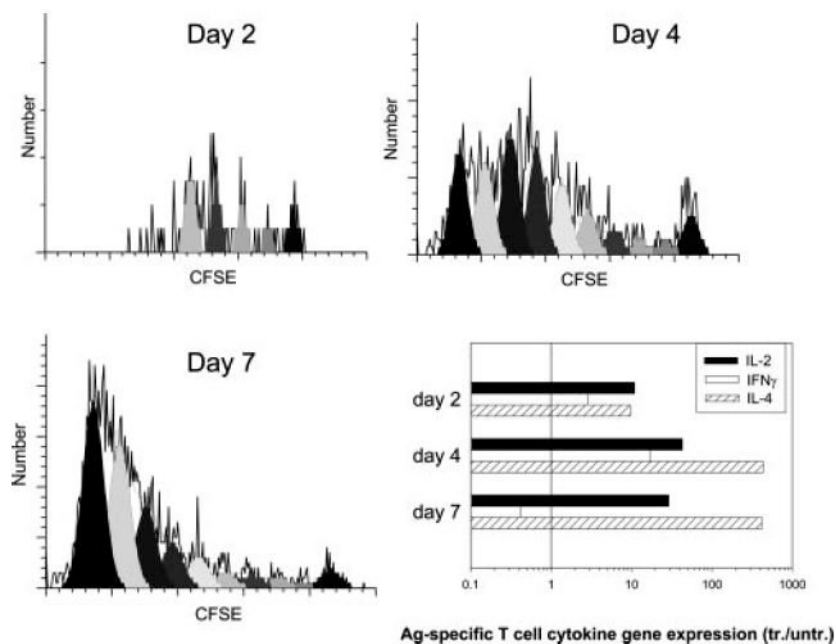 Day 2
Number
CFSE
Day 4
Number
CFSE
Day 7
Number
CFSE
IL-2
IFNγ
IL-4
day 2
day 4
day 7
0.1 1 10 100 1000
Ag-specific T cell cytokine gene expression (tr./untr.)